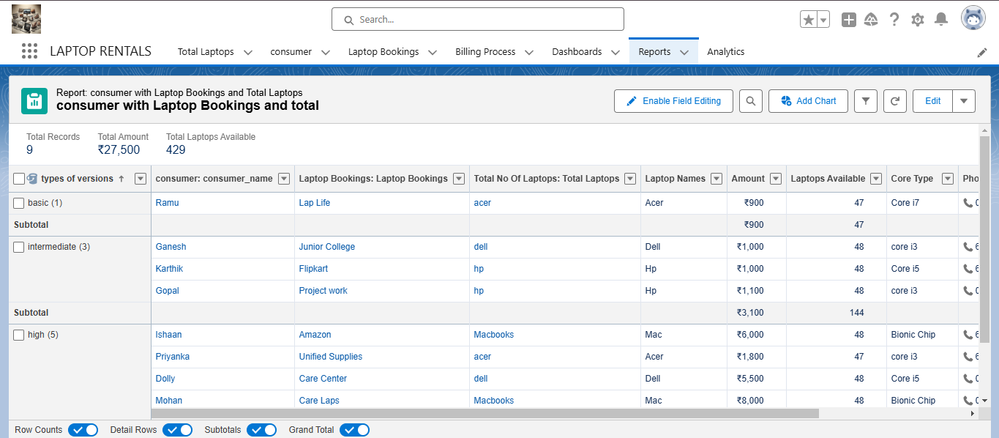 Search...
LAPTOP RENTALS Total Laptops consumer Laptop Bookings Billing Process Dashboards Reports Analytics
Report: consumer with Laptop Bookings and Total Laptops
consumer with Laptop Bookings and total
Enable Field Editing Add Chart Edit
Total Records Total Amount Total Laptops Available
9 ₹27,500 429
types of versions ↑ consumer: consumer_name Laptop Bookings: Laptop Bookings Total No Of Laptops: Total Laptops Laptop Names Amount Laptops Available Core Type Pho
basic (1) Ramu Lap Life acer Acer ₹900 47 Core i7 0
Subtotal ₹900 47
intermediate (3) Ganesh Junior College dell Dell ₹1,000 48 core i3 6
Karthik Flipkart hp Hp ₹1,000 48 Core i5 6
Gopal Project work hp Hp ₹1,100 48 core i3 0
Subtotal ₹3,100 144
high (5) Ishaan Amazon Macbooks Mac ₹6,000 48 Bionic Chip 6
Priyanka Unified Supplies acer Acer ₹1,800 47 core i3 6
Dolly Care Center dell Dell ₹5,500 48 Core i5 0
Mohan Care Laps Macbooks Mac ₹8,000 48 Bionic Chip 0
Row Counts Detail Rows Subtotals Grand Total